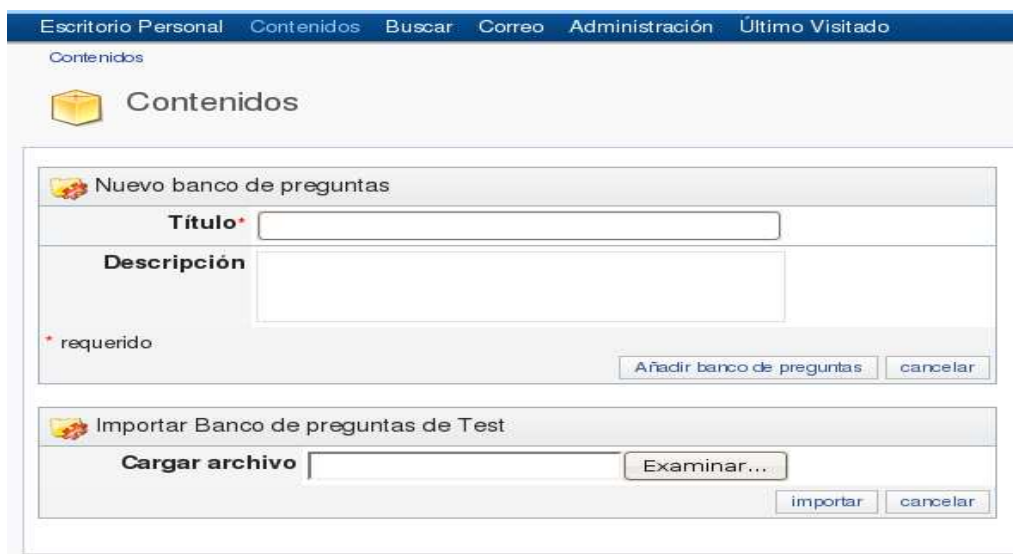 Escritorio Personal Contenidos Buscar Correo Administración Último Visitado
Contenidos
Contenidos
Nuevo banco de preguntas
Título*
Descripción
* requerido
Añadir banco de preguntas cancelar
Importar Banco de preguntas de Test
Cargar archivo Examinar...
importar cancelar